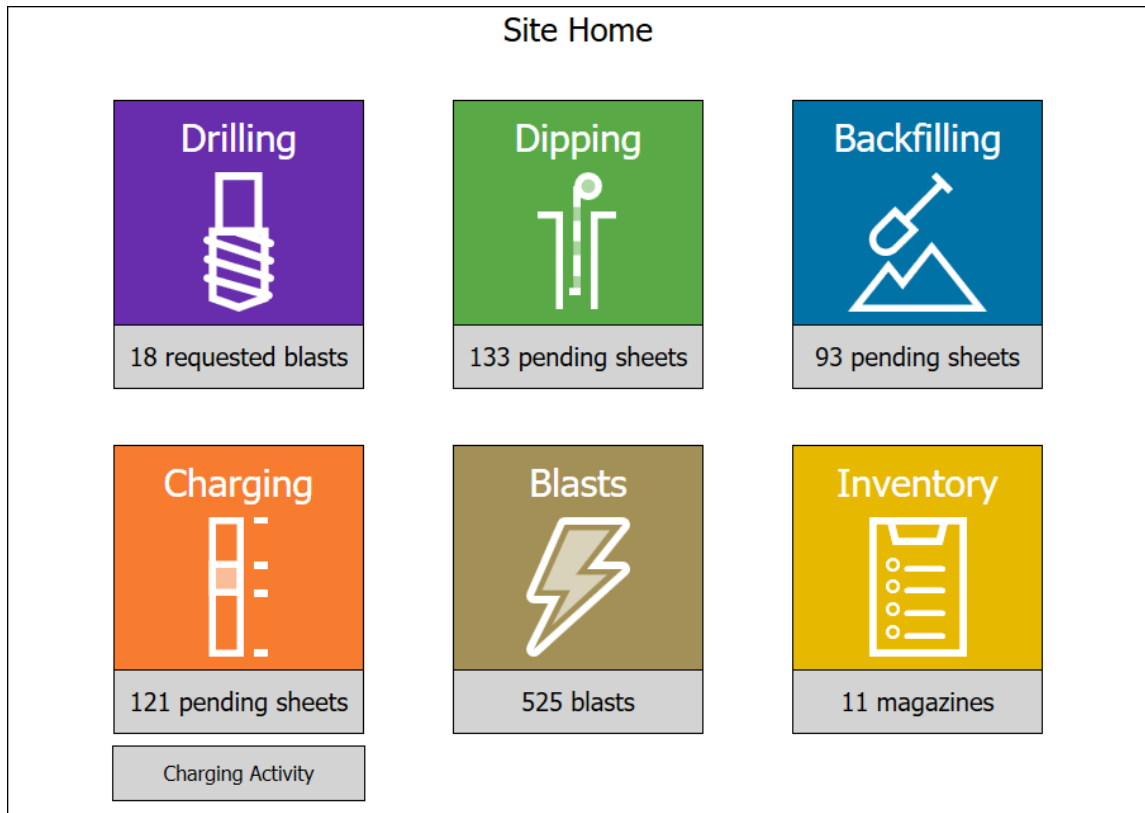 Site Home
Drilling
Dipping
Backfilling
18 requested blasts
133 pending sheets
93 pending sheets
Charging
Blasts
Inventory
121 pending sheets
525 blasts
11 magazines
Charging Activity